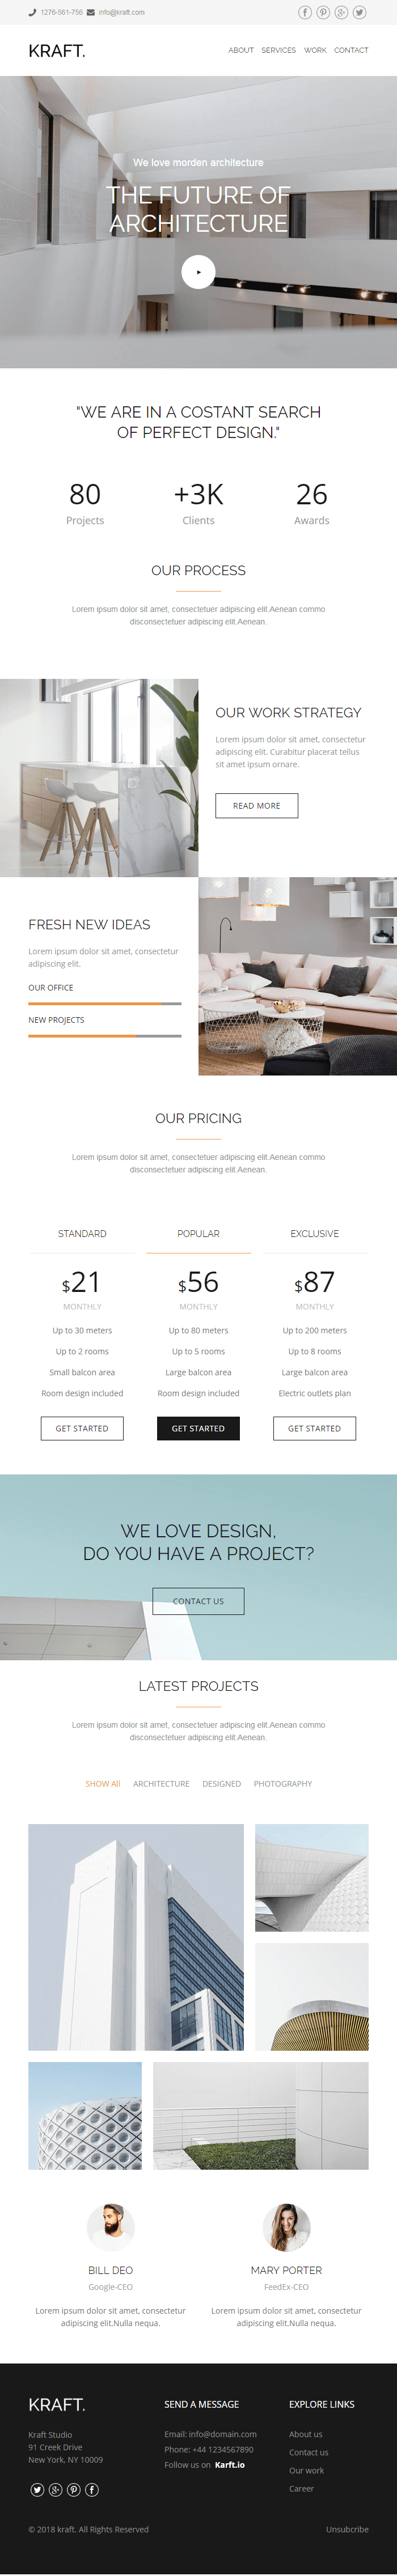 1276-561-756 info@kraft.com
KRAFT.
ABOUT SERVICES WORK CONTACT
We love morden architecture
THE FUTURE OF
ARCHITECTURE
"WE ARE IN A COSTANT SEARCH
OF PERFECT DESIGN."
80 +3K 26
Projects Clients Awards
OUR PROCESS
Lorem ipsum dolor sit amet, consectetuer adipiscing elit.Aenean commo
disconsectetuer adipiscing elit.Aenean.
OUR WORK STRATEGY
Lorem ipsum dolor sit amet, consectetur
adipiscing elit. Curabitur placerat tellus
sit amet ipsum ornare.
READ MORE
FRESH NEW IDEAS
Lorem ipsum dolor sit amet, consectetur
adipiscing elit.
OUR OFFICE
NEW PROJECTS
OUR PRICING
Lorem ipsum dolor sit amet, consectetuer adipiscing elit.Aenean commo
disconsectetuer adipiscing elit.Aenean.
STANDARD POPULAR EXCLUSIVE
$21 $56 $87
MONTHLY MONTHLY MONTHLY
Up to 30 meters Up to 80 meters Up to 200 meters
Up to 2 rooms Up to 5 rooms Up to 8 rooms
Small balcon area Large balcon area Large balcon area
Room design included Room design included Electric outlets plan
GET STARTED GET STARTED GET STARTED
WE LOVE DESIGN,
DO YOU HAVE A PROJECT?
CONTACT US
LATEST PROJECTS
Lorem ipsum dolor sit amet, consectetuer adipiscing elit.Aenean commo
disconsectetuer adipiscing elit.Aenean.
SHOW All ARCHITECTURE DESIGNED PHOTOGRAPHY
BILL DEO
Google-CEO
Lorem ipsum dolor sit amet, consectetur
adipiscing elit.Nulla nequa.
MARY PORTER
FeedEx-CEO
Lorem ipsum dolor sit amet, consectetur
adipiscing elit.Nulla nequa.
KRAFT.
Kraft Studio
91 Creek Drive
New York, NY 10009
SEND A MESSAGE
Email: info@domain.com
Phone: +44 1234567890
Follow us on Karft.io
EXPLORE LINKS
About us
Contact us
Our work
Career
© 2018 kraft. All Rights Reserved
Unsubcribe